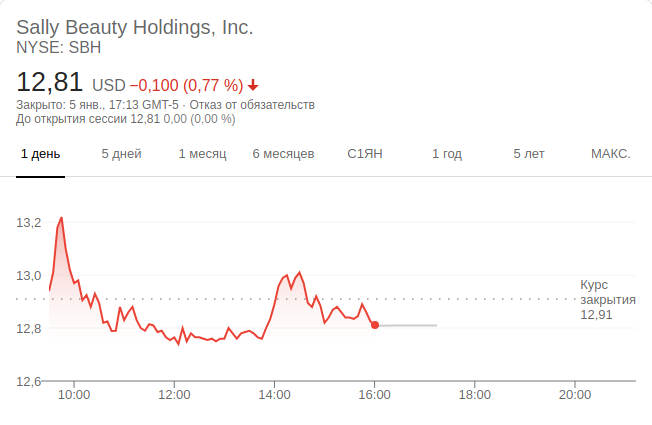 Sally Beauty Holdings, Inc.
NYSE: SBH
12,81 USD −0,100 (0,77 %)
Закрыто: 5 янв., 17:13 GMT-5 · Отказ от обязательств
До открытия сессии 12,81 0,00 (0,00 %)
1 день 5 дней 1 месяц 6 месяцев С1ЯН 1 год 5 лет МАКС.
13,2
13,0
Курс
закрытия
12,91
12,8
12,6
10:00 12:00 14:00 16:00 18:00 20:00